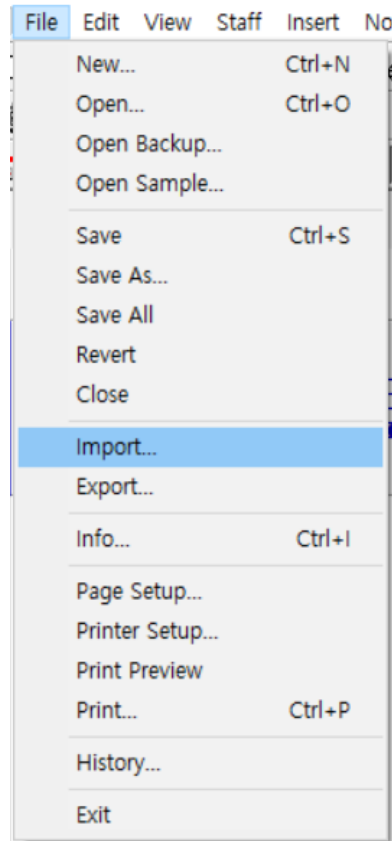 File Edit View Staff Insert No
New... Ctrl+N
Open... Ctrl+O
Open Backup...
Open Sample...
Save Ctrl+S
Save As...
Save All
Revert
Close
Import...
Export...
Info... Ctrl+I
Page Setup...
Printer Setup...
Print Preview
Print... Ctrl+P
History...
Exit